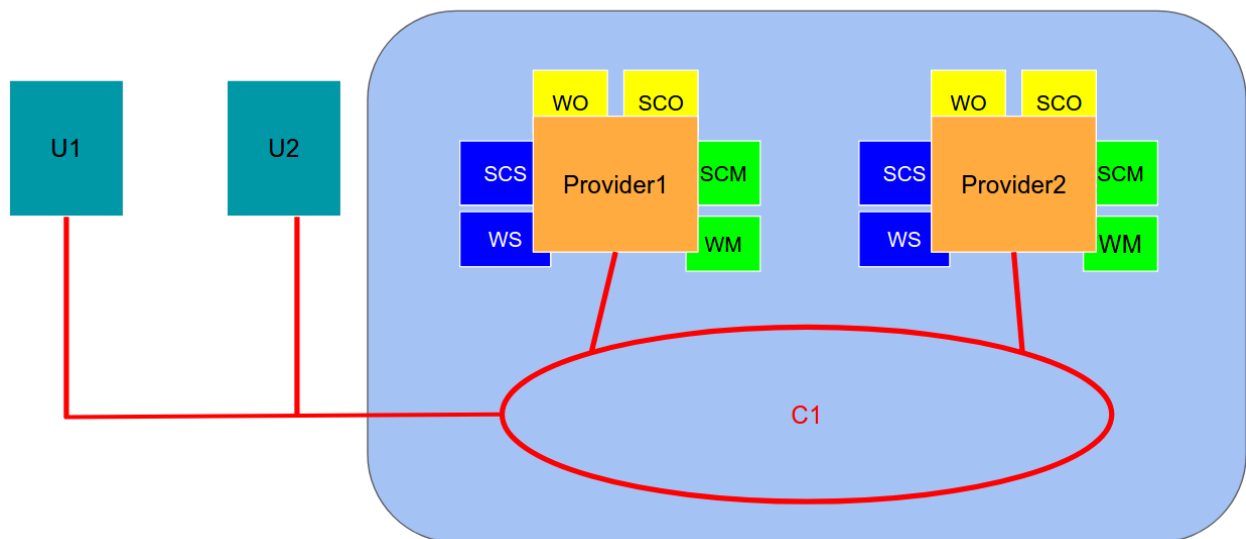 U1
U2
WO
SCO
SCS
Provider1
SCM
WS
WM
WO
SCO
SCS
Provider2
SCM
WS
WM
C1